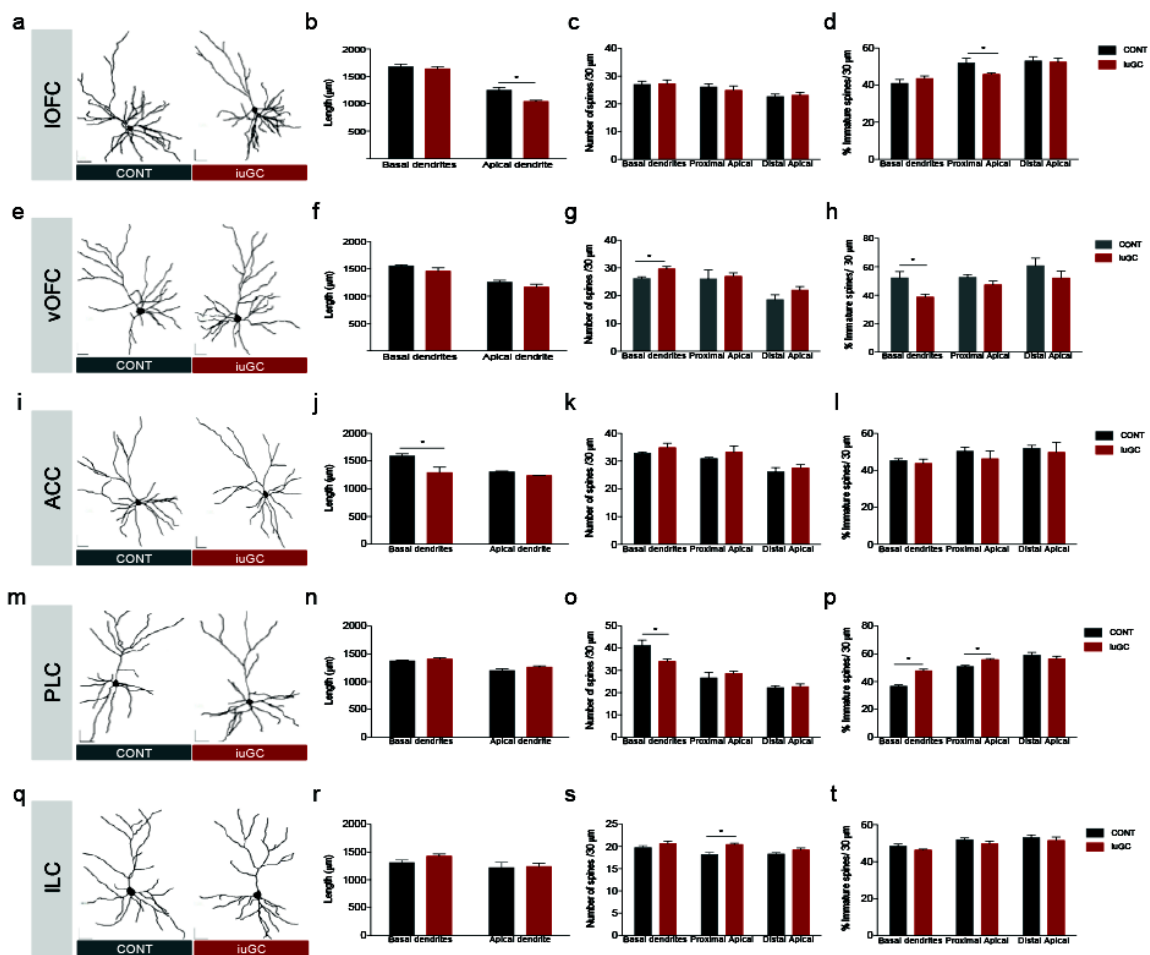 a
b
c
d
lOFC
CONT
iuGC
2000
1500
1000
500
0
Length (µm)
*
Basal dendrites
Apical dendrite
40
30
20
10
0
Number of spines /30 µm
Basal dendrites
Proximal Apical
Distal Apical
60
40
20
0
% Immature spines/ 30 µm
*
Basal dendrites
Proximal Apical
Distal Apical
CONT
iuGC
e
f
g
h
vOFC
CONT
iuGC
2000
1500
1000
500
0
Length (µm)
Basal dendrites
Apical dendrite
40
30
20
10
0
Number of spines /30 µm
*
Basal dendrites
Proximal Apical
Distal Apical
80
60
40
20
0
% Immature spines/ 30 µm
*
Basal dendrites
Proximal Apical
Distal Apical
CONT
iuGC
i
j
k
l
ACC
CONT
iuGC
2000
1500
1000
500
0
Length (µm)
*
Basal dendrites
Apical dendrite
40
30
20
10
0
Number of spines /30 µm
Basal dendrites
Proximal Apical
Distal Apical
60
40
20
0
% Immature spines/ 30 µm
Basal dendrites
Proximal Apical
Distal Apical
CONT
iuGC
m
n
o
p
PLC
CONT
iuGC
2000
1500
1000
500
0
Length (µm)
Basal dendrites
Apical dendrite
50
40
30
20
10
0
Number of spines /30 µm
*
Basal dendrites
Proximal Apical
Distal Apical
80
60
40
20
0
% Immature spines/ 30 µm
*
*
Basal dendrites
Proximal Apical
Distal Apical
CONT
iuGC
q
r
s
t
ILC
CONT
iuGC
2000
1500
1000
500
0
Length (µm)
Basal dendrites
Apical dendrite
25
20
15
10
5
0
Number of spines /30 µm
*
Basal dendrites
Proximal Apical
Distal Apical
60
40
20
0
% Immature spines/ 30 µm
Basal dendrites
Proximal Apical
Distal Apical
CONT
iuGC